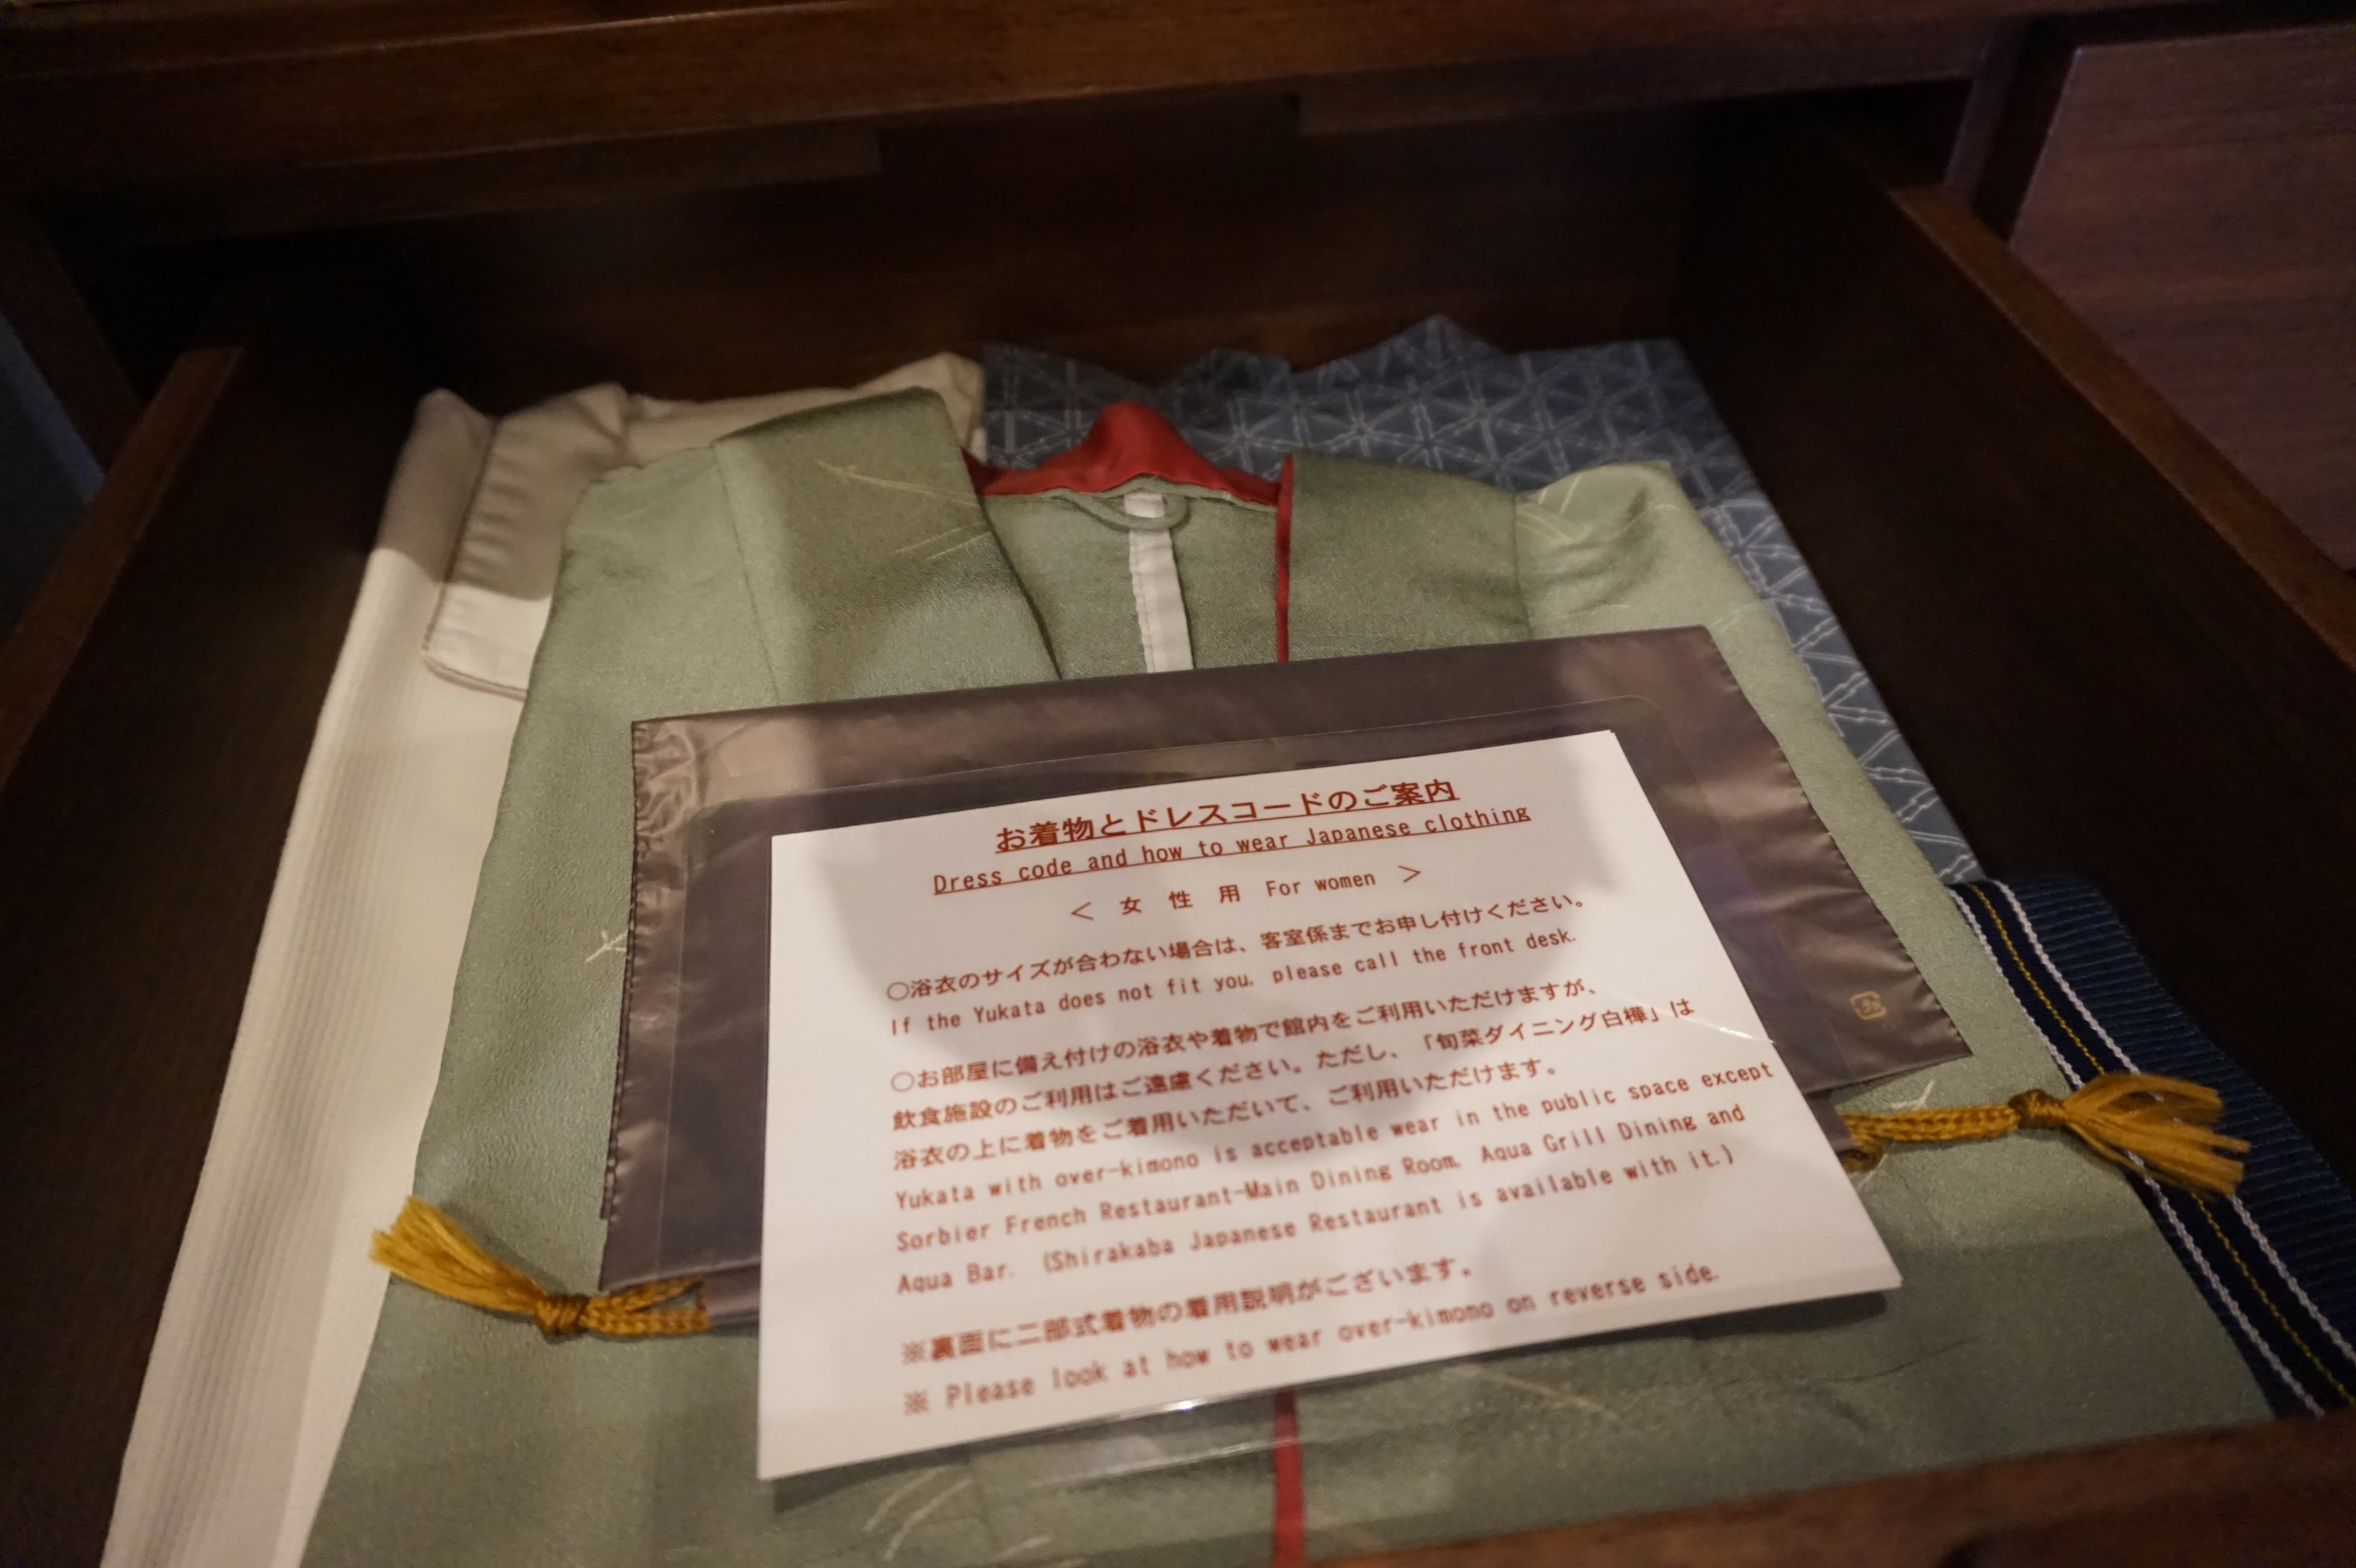 お着物とドレスコードのご案内
Dress code and how to wear Japanese clothing
＜ 女 性 用 For women ＞
○浴衣のサイズが合わない場合は、客室係までお申し付けください。
If the Yukata does not fit you, please call the front desk.
○お部屋に備え付けの浴衣や着物で館内をご利用いただけますが、
飲食施設のご利用はご遠慮ください。ただし、「旬菜ダイニング白樺」は
浴衣の上に着物をご着用いただいて、ご利用いただけます。
Yukata with over-kimono is acceptable wear in the public space except
Sorbier French Restaurant-Main Dining Room, Aqua Grill Dining and
Aqua Bar. (Shirakaba Japanese Restaurant is available with it.)
※裏面に二部式着物の着用説明がございます。
※ Please look at how to wear over-kimono on reverse side.
プラ